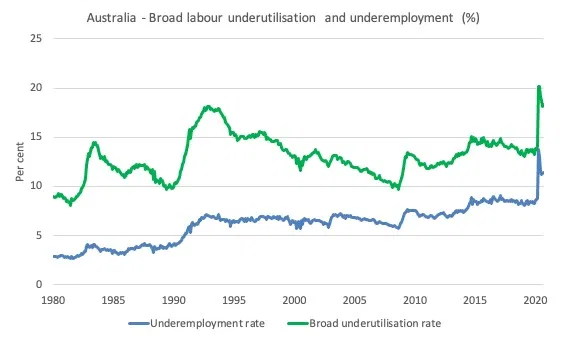 Australia - Broad labour underutilisation and underemployment (%)
25
20
15
10
5
0
Per cent
1980 1985 1990 1995 2000 2005 2010 2015 2020
Underemployment rate Broad underutilisation rate